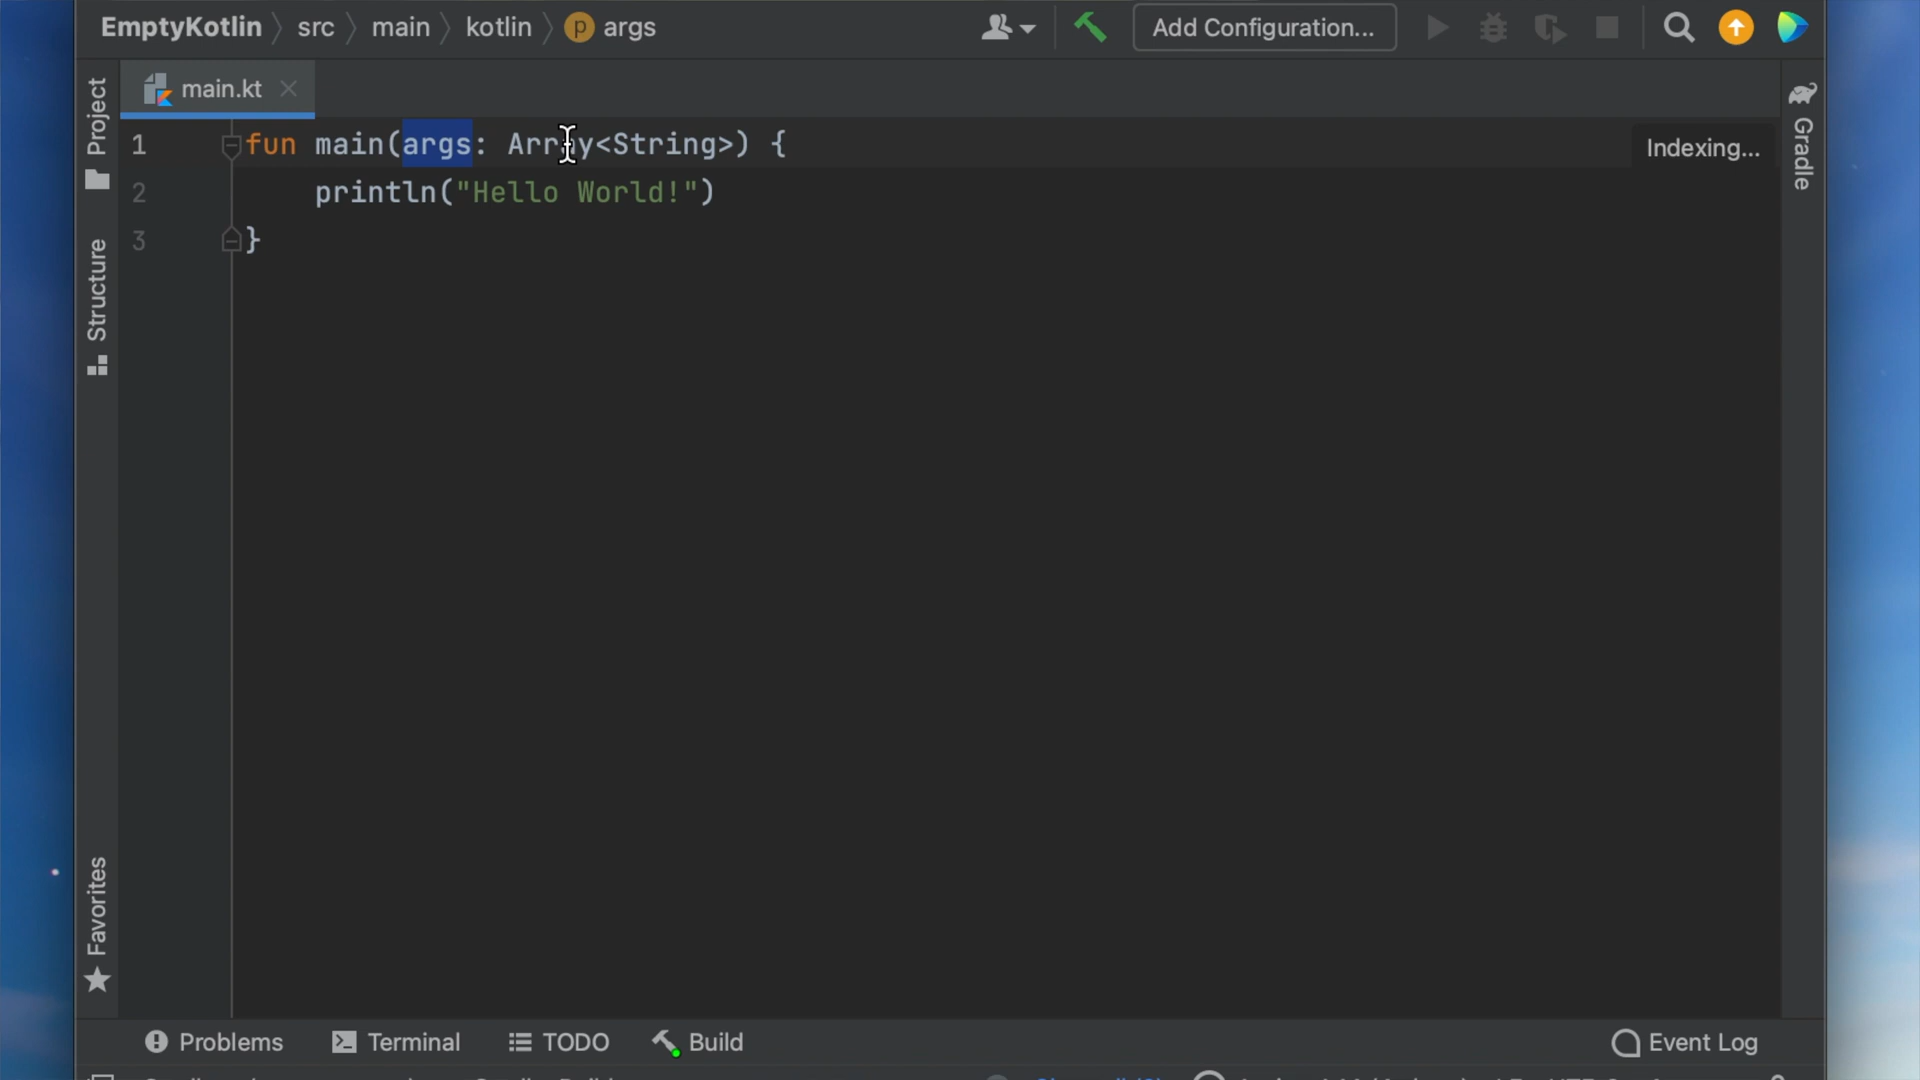 EmptyKotlin src main kotlin p args Add Configuration...
main.kt
Project
Structure
Favorites
1 fun main(args: Array<String>) {
2 println("Hello World!")
3 }
Indexing...
Gradle
Problems Terminal TODO Build Event Log